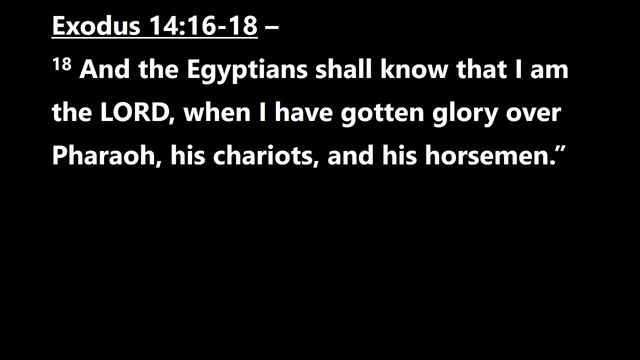 Exodus 14:16-18 –
18 And the Egyptians shall know that I am
the LORD, when I have gotten glory over
Pharaoh, his chariots, and his horsemen.”